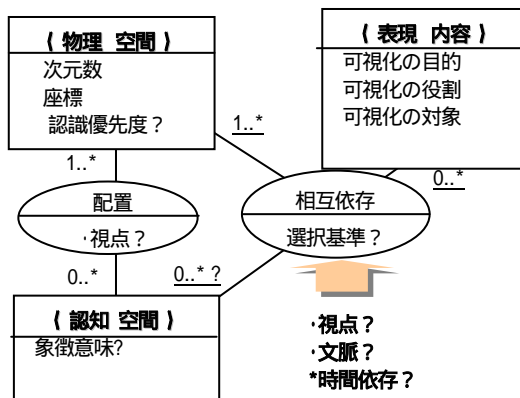 ｛ 物理 空間 ｝
次元数
座標
認識優先度？
｛ 表現 内容 ｝
可視化の目的
可視化の役割
可視化の対象
1..*
1..*
0..*
配置
·視点？
相互依存
選択基準？
0..*
0..* ?
｛ 認知 空間 ｝
象徴意味?
·視点？
·文脈？
*時間依存？